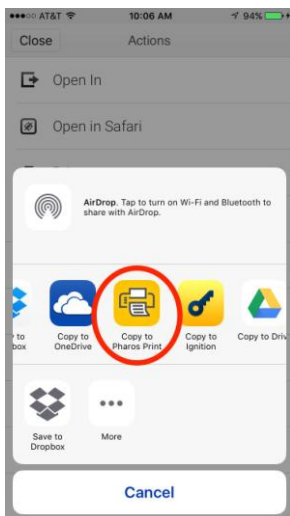 AT&T 10:06 AM 94%
Close Actions
Open In
Open in Safari
AirDrop. Tap to turn on Wi-Fi and Bluetooth to
share with AirDrop.
to Copy to Copy to Copy to Copy to Driv
box OneDrive Pharos Print Ignition
Save to More
Dropbox
Cancel